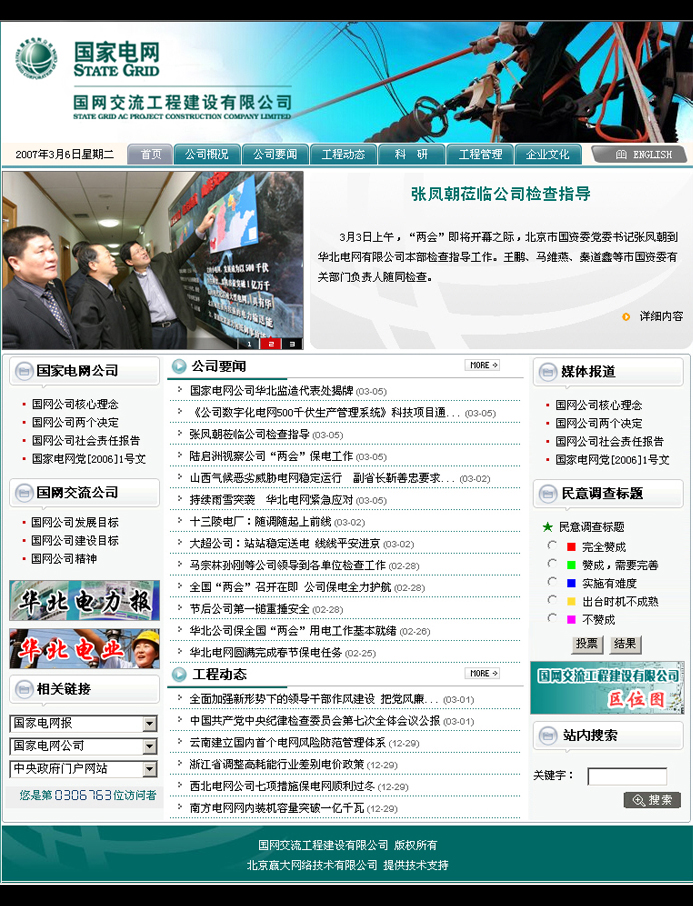 国家电网
STATE GRID
国网交流工程建设有限公司
STATE GRID AC PROJECT CONSTRUCTION COMPANY LIMITED
2007年3月6日星期二
首页
公司概况
公司要闻
工程动态
科 研
工程管理
企业文化
ENGLISH
张凤朝莅临公司检查指导
3月3日上午，“两会”即将开幕之际，北京市国资委党委书记张凤朝到
华北电网有限公司本部检查指导工作。王鹏、马维燕、秦道鑫等市国资委有
关部门负责人随同检查。
详细内容
1 2 3
国家电网公司
国网公司核心理念
国网公司两个决定
国网公司社会责任报告
国家电网党[2006]1号文
国网交流公司
国网公司发展目标
国网公司建设目标
国网公司精神
华北电力报
华北电业
相关链接
国家电网报
国家电网公司
中央政府门户网站
您是第0306763位访问者
公司要闻
MORE
国家电网公司华北监造代表处揭牌 (03-05)
《公司数字化电网500千伏生产管理系统》科技项目通... (03-05)
张凤朝莅临公司检查指导 (03-05)
陆启洲视察公司“两会”保电工作 (03-05)
山西气候恶劣威胁电网稳定运行 副省长靳善忠要求... (03-02)
持续雨雪突袭 华北电网紧急应对 (03-05)
十三陵电厂：随调随起上前线 (03-02)
大超公司：站站稳定送电 线线平安进京 (03-02)
马宗林孙刚等公司领导到各单位检查工作 (02-28)
全国“两会”召开在即 公司保电全力护航 (02-28)
节后公司第一槌重捶安全 (02-28)
华北公司保全国“两会”用电工作基本就绪 (02-26)
华北电网圆满完成春节保电任务 (02-25)
工程动态
MORE
全面加强新形势下的领导干部作风建设 把党风廉... (03-01)
中国共产党中央纪律检查委员会第七次全体会议公报 (03-01)
云南建立国内首个电网风险防范管理体系 (12-29)
浙江省调整高耗能行业差别电价政策 (12-29)
西北电网公司七项措施保电网顺利过冬 (12-29)
南方电网网内装机容量突破一亿千瓦 (12-29)
媒体报道
国网公司核心理念
国网公司两个决定
国网公司社会责任报告
国家电网党[2006]1号文
民意调查标题
民意调查标题
完全赞成
赞成，需要完善
实施有难度
出台时机不成熟
不赞成
投票
结果
国网交流工程建设有限公司
区位图
站内搜索
关键字：
搜索
国网交流工程建设有限公司 版权所有
北京嬴大网络技术有限公司 提供技术支持